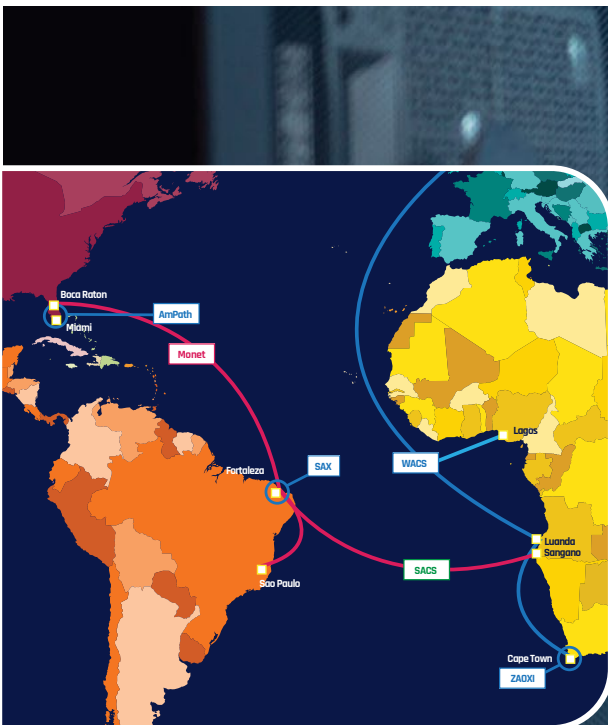 Boca Raton
AmPath
Miami
Monet
Lagos
WACS
SAX
Fortaleza
Luanda
Sangano
SACS
Sao Paulo
Cape Town
ZAOXI